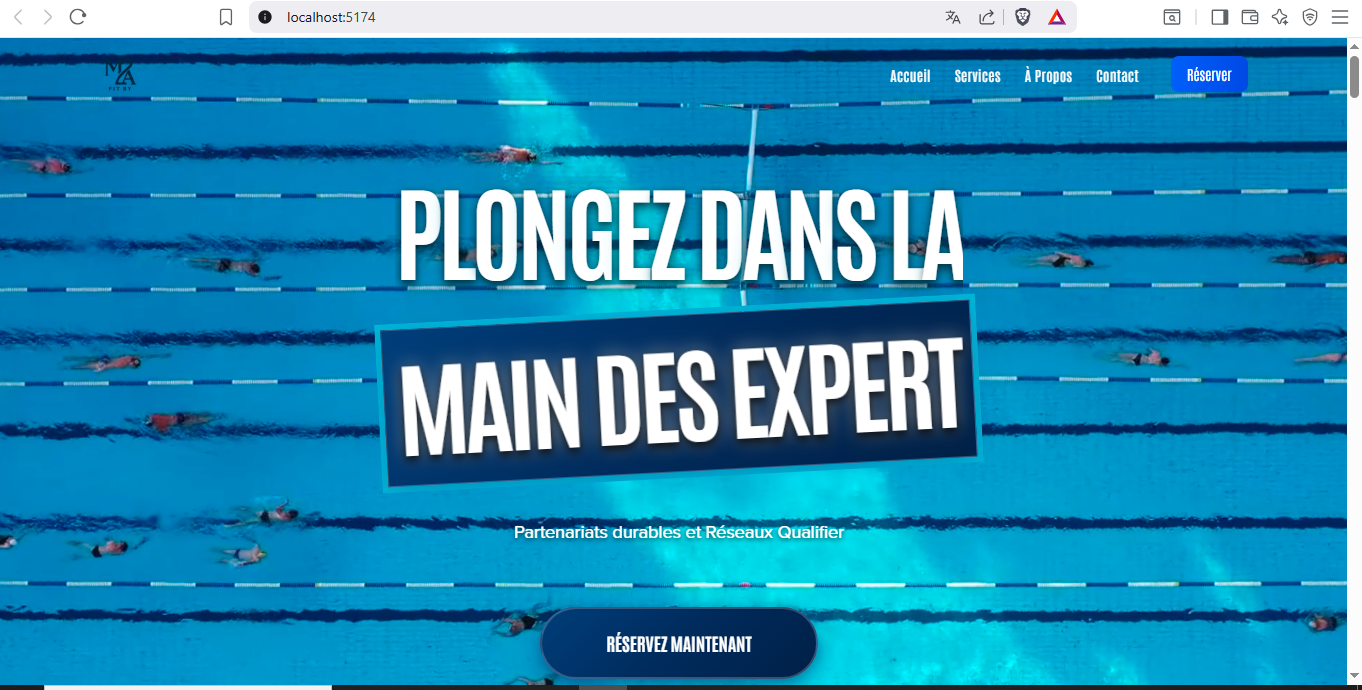 localhost:5174
MZA
FIT BY
Accueil Services À Propos Contact Réserver
PLONGEZ DANS LA
MAIN DES EXPERT
Partenariats durables et Réseaux Qualifier
RÉSERVEZ MAINTENANT